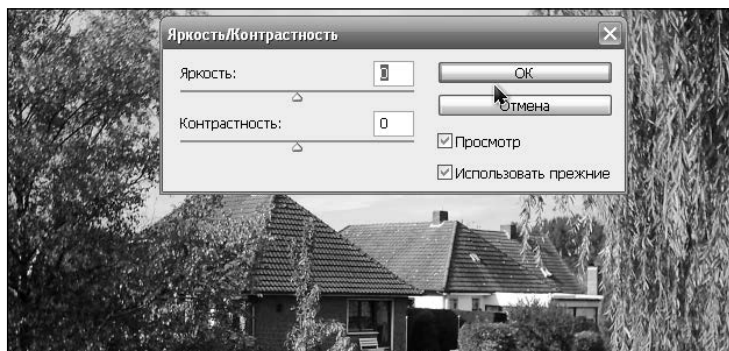 Яркость/Контрастность
Яркость: 0
OK
Отмена
Контрастность: 0
Просмотр
Использовать прежние